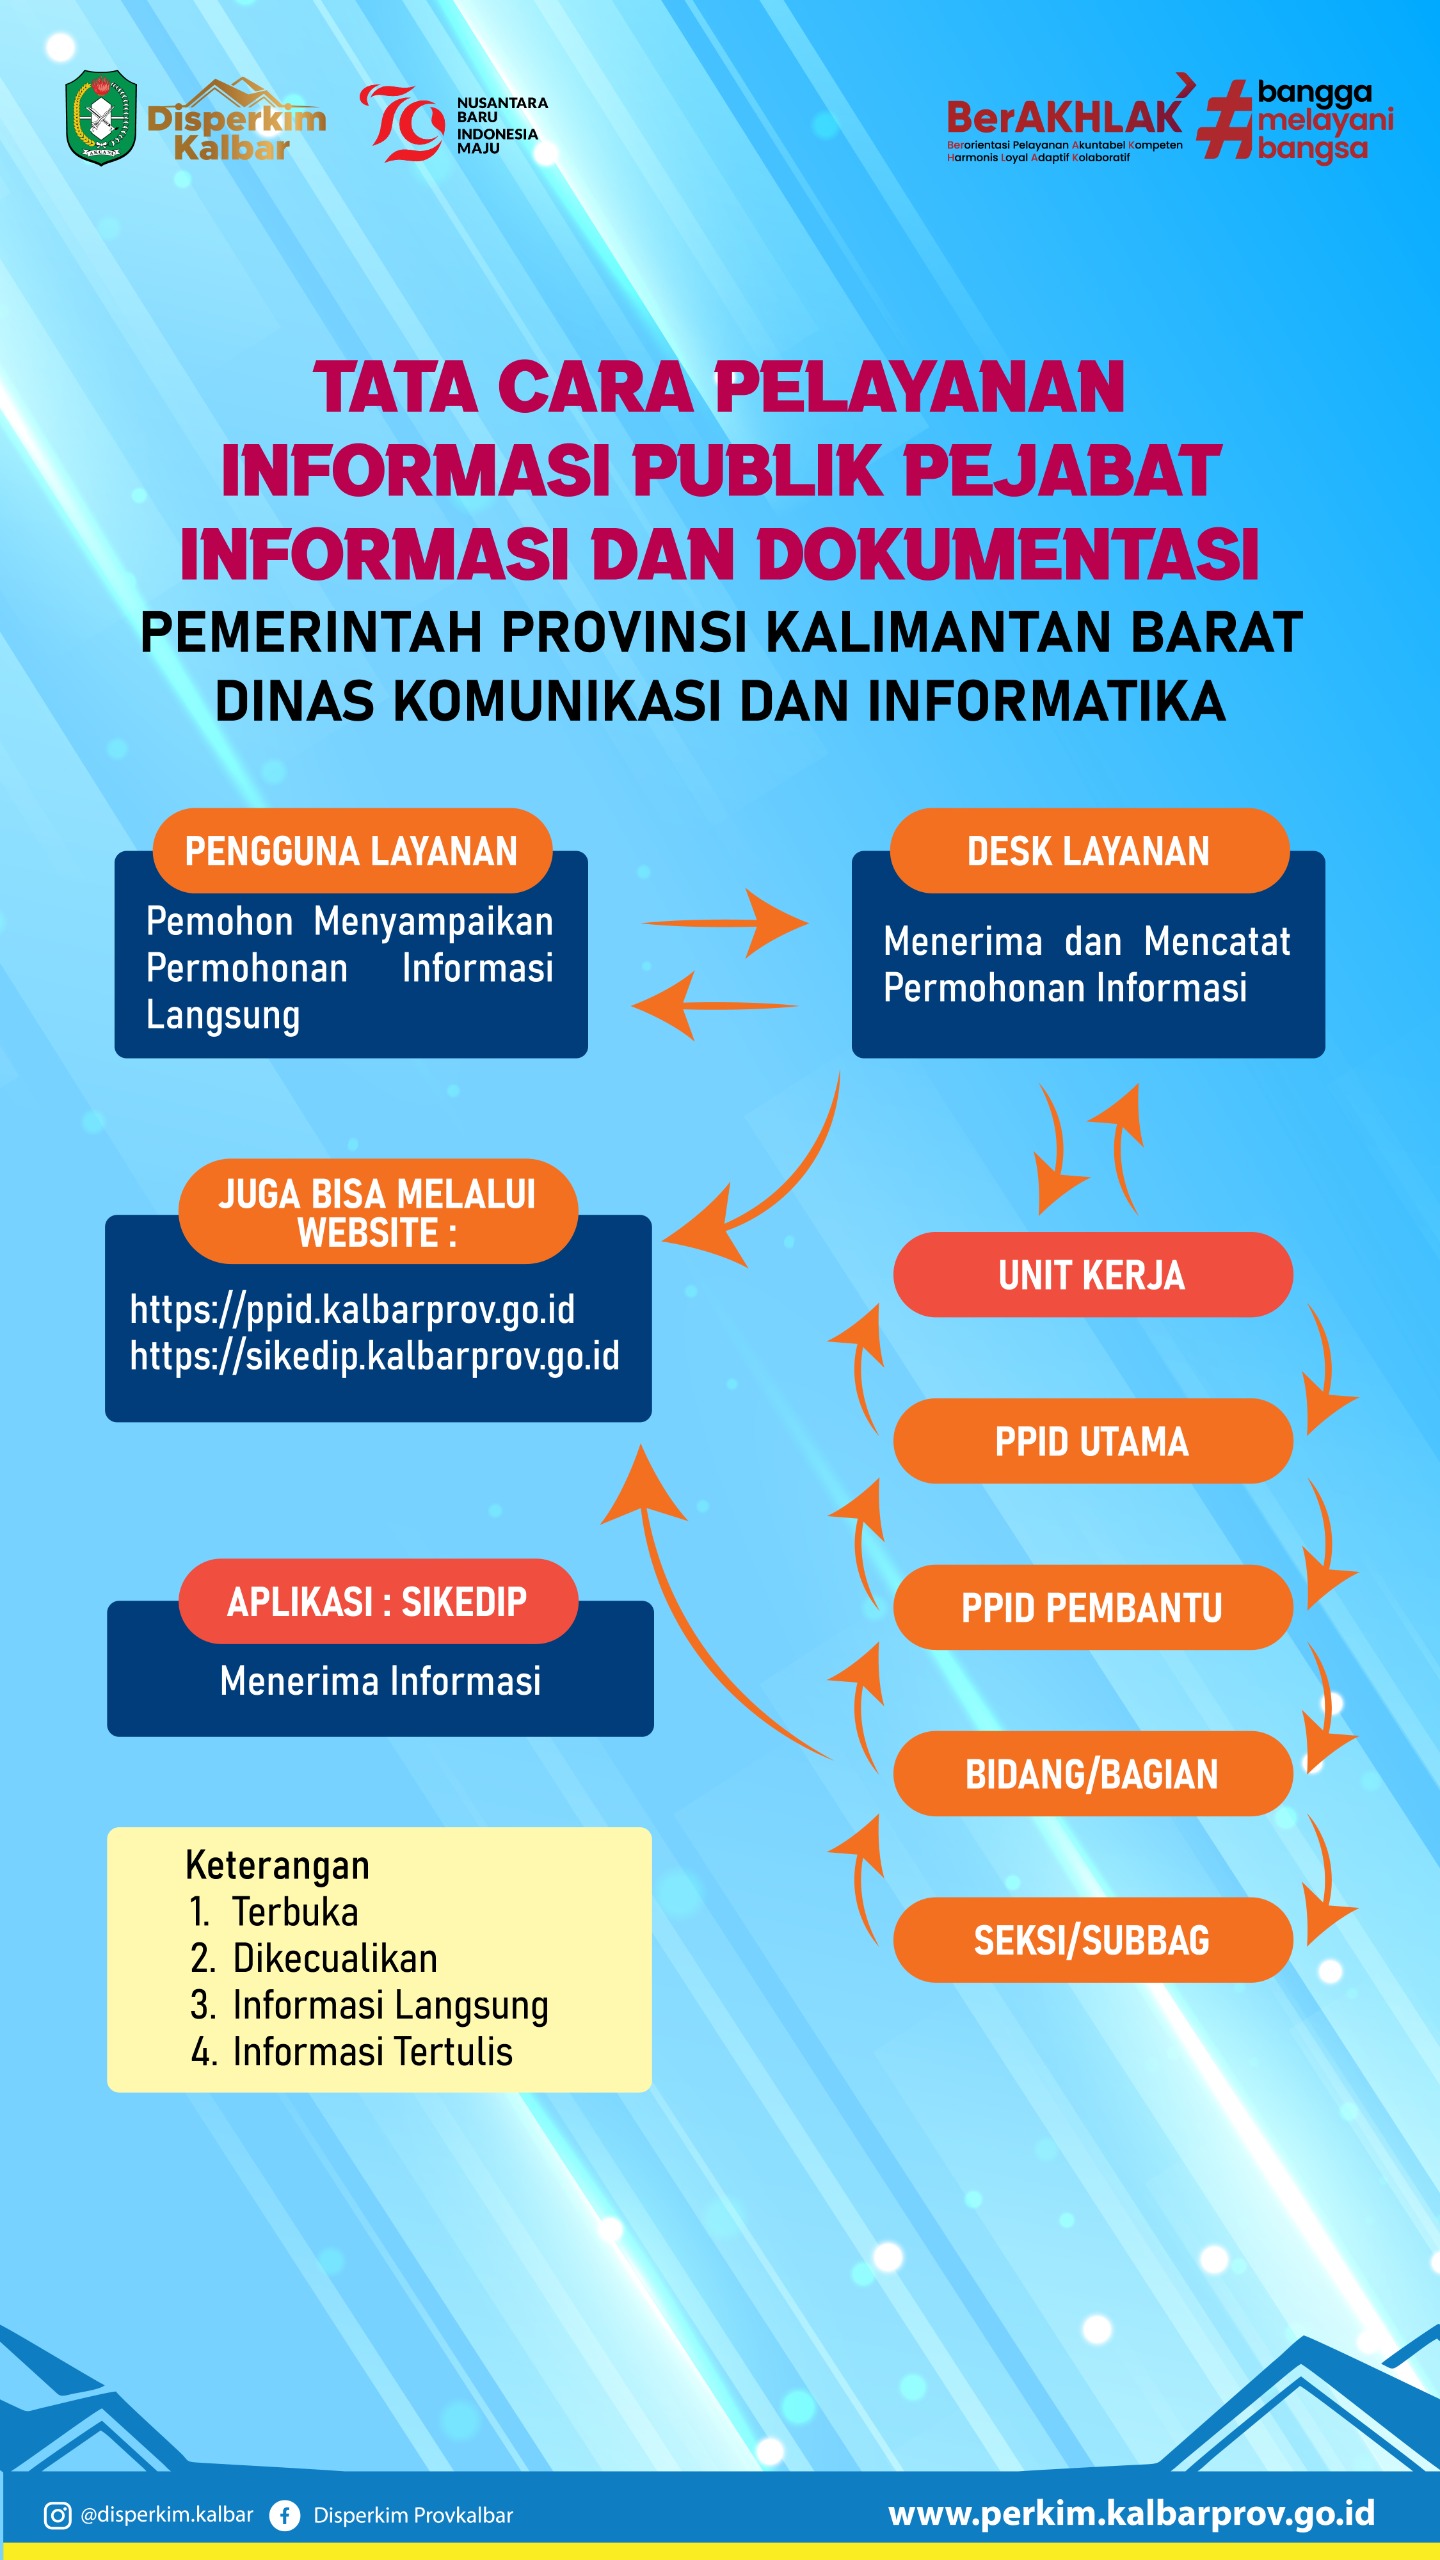 Disperkim
Kalbar
79
NUSANTARA
BARU
INDONESIA
MAJU
BerAKHLAK
Berorientasi Pelayanan Akuntabel Kompeten
Harmonis Loyal Adaptif Kolaboratif
#bangga
melayani
bangsa
TATA CARA PELAYANAN
INFORMASI PUBLIK PEJABAT
INFORMASI DAN DOKUMENTASI
PEMERINTAH PROVINSI KALIMANTAN BARAT
DINAS KOMUNIKASI DAN INFORMATIKA
PENGGUNA LAYANAN
Pemohon Menyampaikan
Permohonan Informasi
Langsung
DESK LAYANAN
Menerima dan Mencatat
Permohonan Informasi
JUGA BISA MELALUI
WEBSITE :
https://ppid.kalbarprov.go.id
https://sikedip.kalbarprov.go.id
UNIT KERJA
PPID UTAMA
PPID PEMBANTU
BIDANG/BAGIAN
SEKSI/SUBBAG
APLIKASI : SIKEDIP
Menerima Informasi
Keterangan
1. Terbuka
2. Dikecualikan
3. Informasi Langsung
4. Informasi Tertulis
@disperkim.kalbar
Disperkim Provkalbar
www.perkim.kalbarprov.go.id